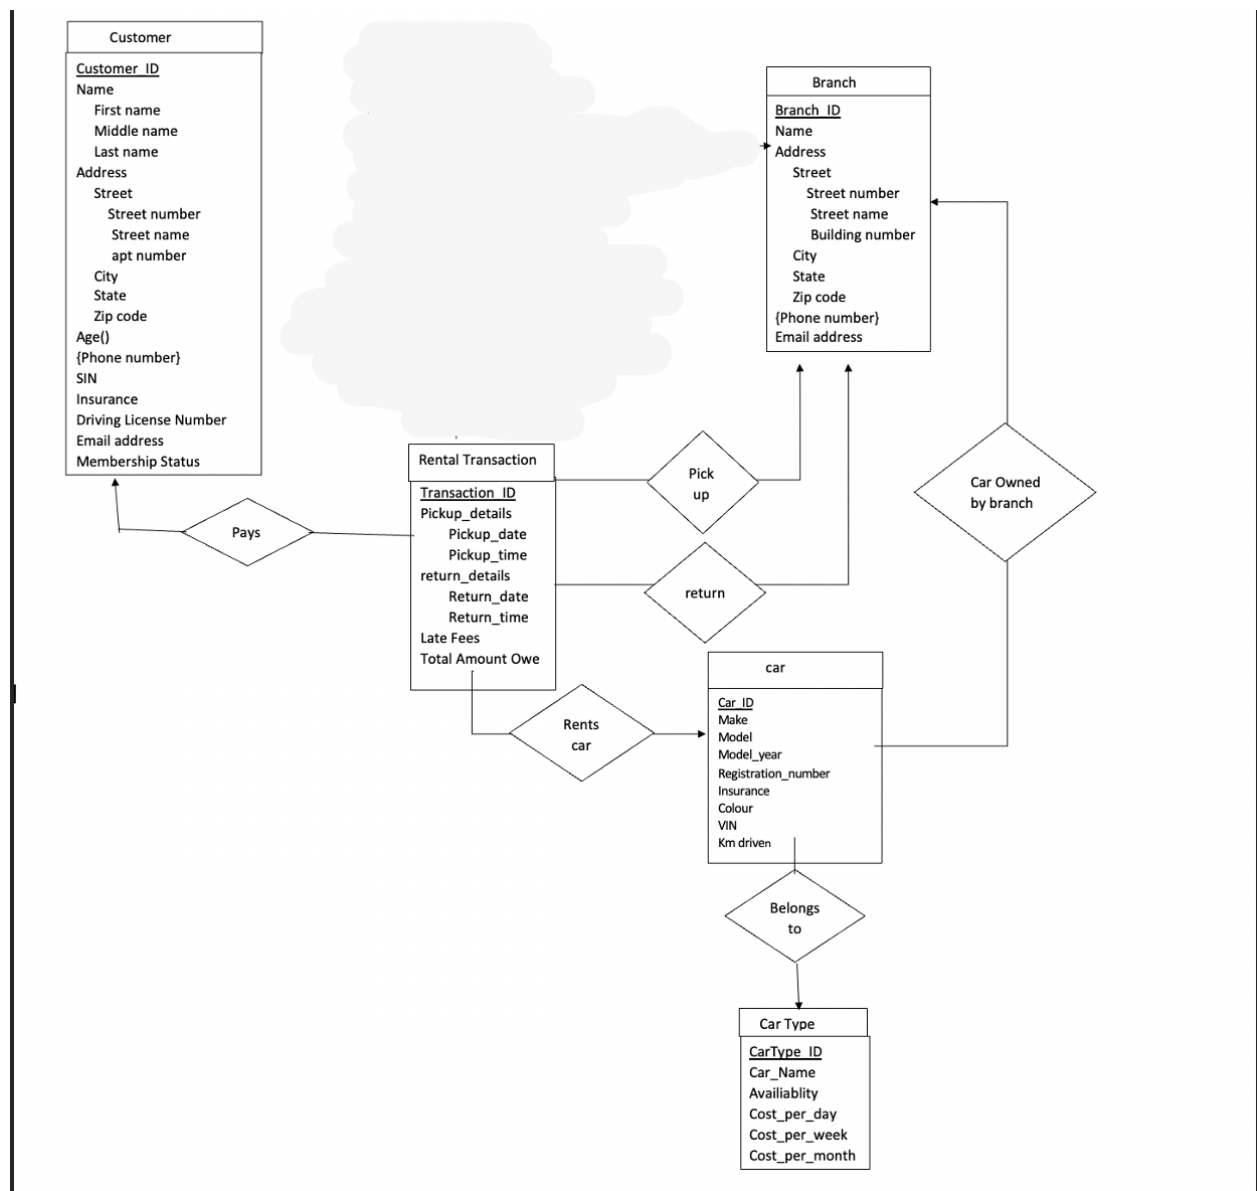 Customer
Customer_ID
Name
First name
Middle name
Last name
Address
Street
Street number
Street name
apt number
City
State
Zip code
Age()
{Phone number}
SIN
Insurance
Driving License Number
Email address
Membership Status
Branch
Branch_ID
Name
Address
Street
Street number
Street name
Building number
City
State
Zip code
{Phone number}
Email address
Pays
Rental Transaction
Transaction_ID
Pickup_details
Pickup_date
Pickup_time
return_details
Return_date
Return_time
Late Fees
Total Amount Owe
Pick
up
return
Car Owned
by branch
Rents
car
car
Car_ID
Make
Model
Model_year
Registration_number
Insurance
Colour
VIN
Km driven
Belongs
to
Car Type
CarType_ID
Car_Name
Availiablity
Cost_per_day
Cost_per_week
Cost_per_month